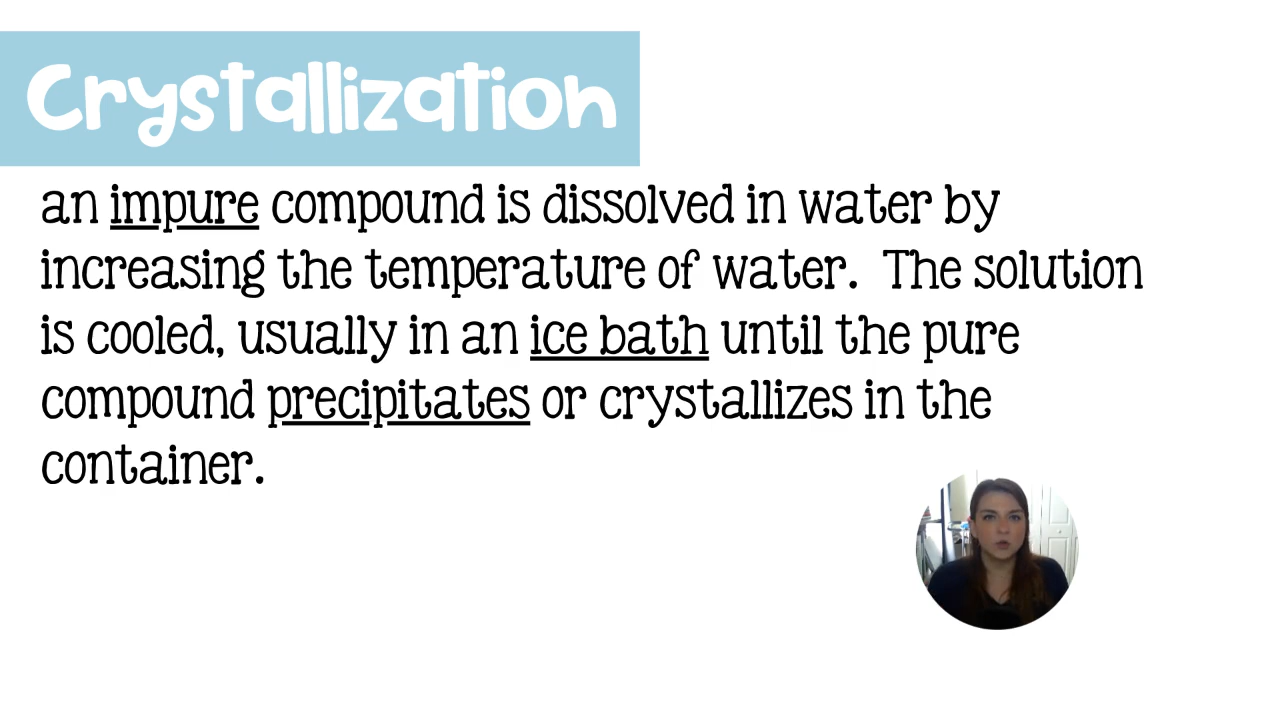 Crystallization
an impure compound is dissolved in water by
increasing the temperature of water. The solution
is cooled, usually in an ice bath until the pure
compound precipitates or crystallizes in the
container.